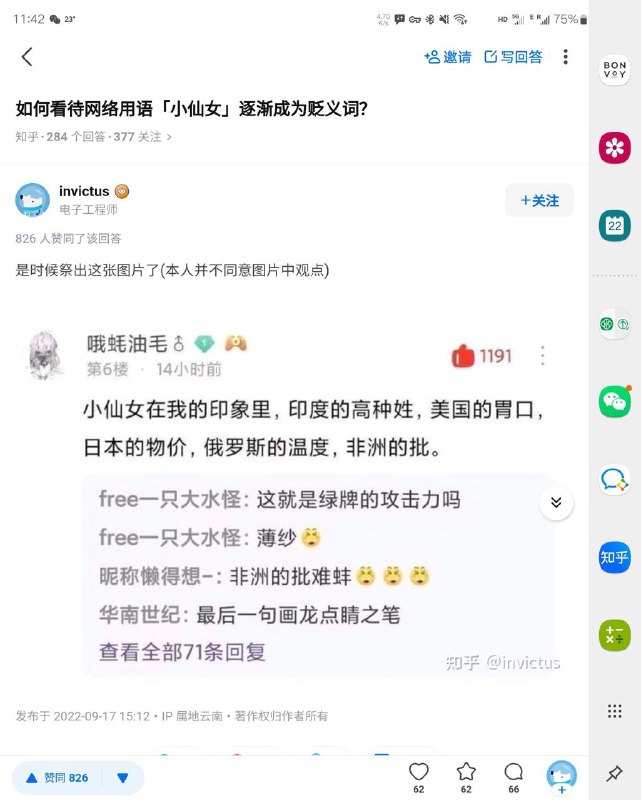 11:42 23° 4.70 K/s HD 5G E R 75%
邀请 写回答
如何看待网络用语「小仙女」逐渐成为贬义词？
知乎·284 个回答·377 关注 >
invictus
电子工程师
+关注
826 人赞同了该回答
是时候祭出这张图片了(本人并不同意图片中观点)
哦蚝油毛♂ 1
1191
第6楼 · 14小时前
小仙女在我的印象里，印度的高种姓，美国的胃口，
日本的物价，俄罗斯的温度，非洲的批。
free一只大水怪: 这就是绿牌的攻击力吗
free一只大水怪: 薄纱
昵称懒得想−: 非洲的批难蚌
华南世纪: 最后一句画龙点睛之笔
查看全部71条回复
知乎 @invictus
发布于 2022-09-17 15:12・IP 属地云南・著作权归作者所有
赞同 826
62
62
66
BON
VOY
22
知乎